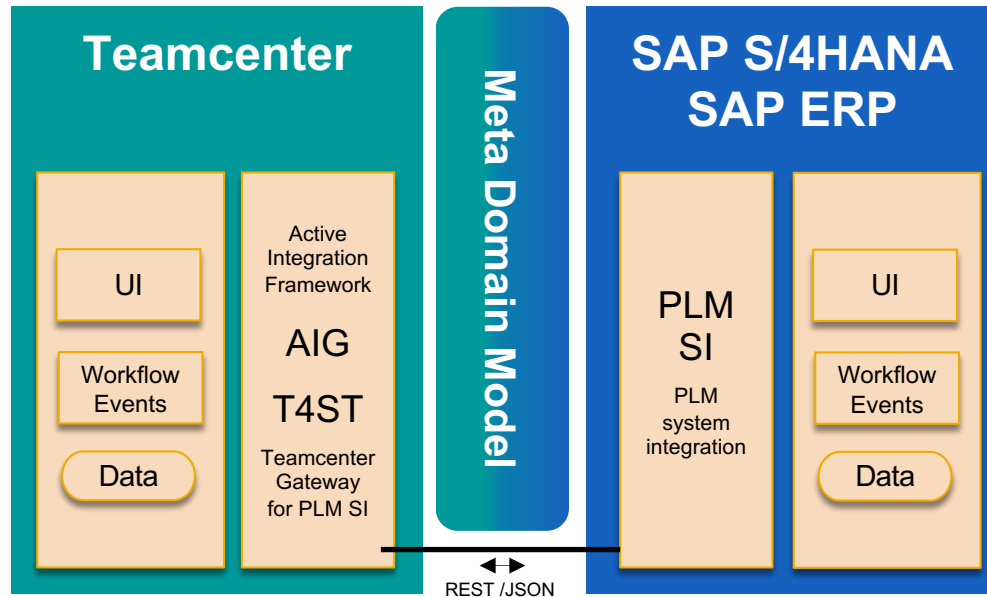 Teamcenter
UI
Workflow
Events
Data
Active
Integration
Framework
AIG
T4ST
Teamcenter
Gateway
for PLM SI
Meta Domain Model
REST /JSON
SAP S/4HANA
SAP ERP
PLM
SI
PLM
system
integration
UI
Workflow
Events
Data